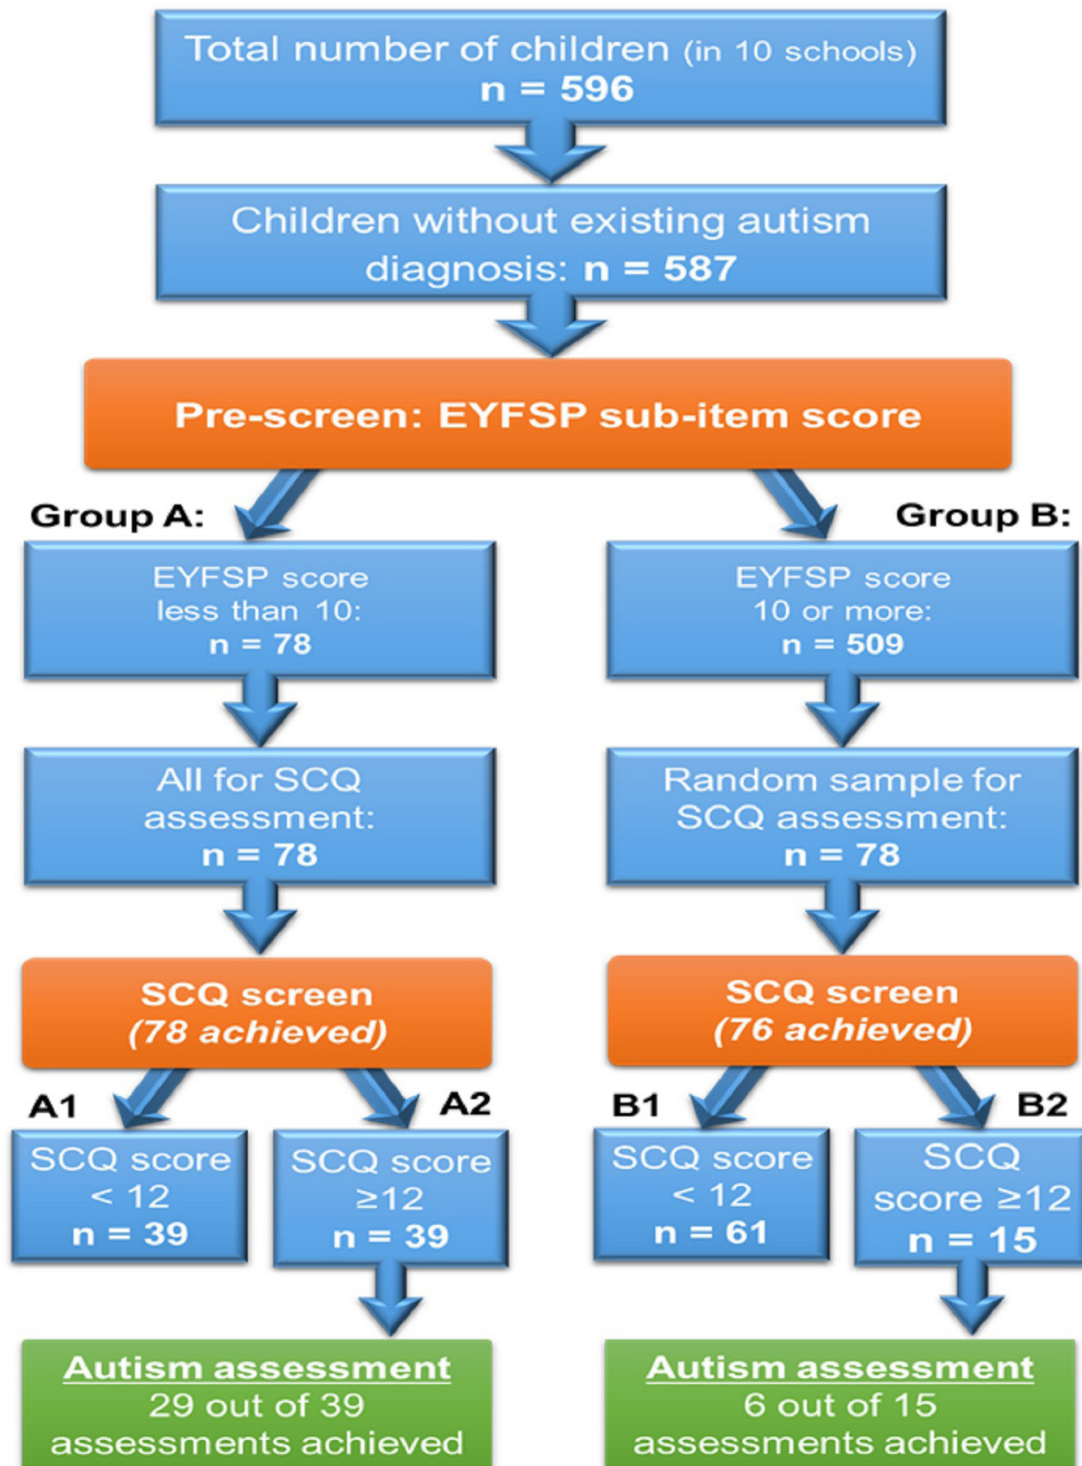 Total number of children (in 10 schools)
n = 596
Children without existing autism
diagnosis: n = 587
Pre-screen: EYFSP sub-item score
Group A:
EYFSP score
less than 10:
n = 78
All for SCQ
assessment:
n = 78
SCQ screen
(78 achieved)
A1
SCQ score
< 12
n = 39
A2
SCQ score
≥12
n = 39
Autism assessment
29 out of 39
assessments achieved
Group B:
EYFSP score
10 or more:
n = 509
Random sample for
SCQ assessment:
n = 78
SCQ screen
(76 achieved)
B1
SCQ score
< 12
n = 61
B2
SCQ
score ≥12
n = 15
Autism assessment
6 out of 15
assessments achieved